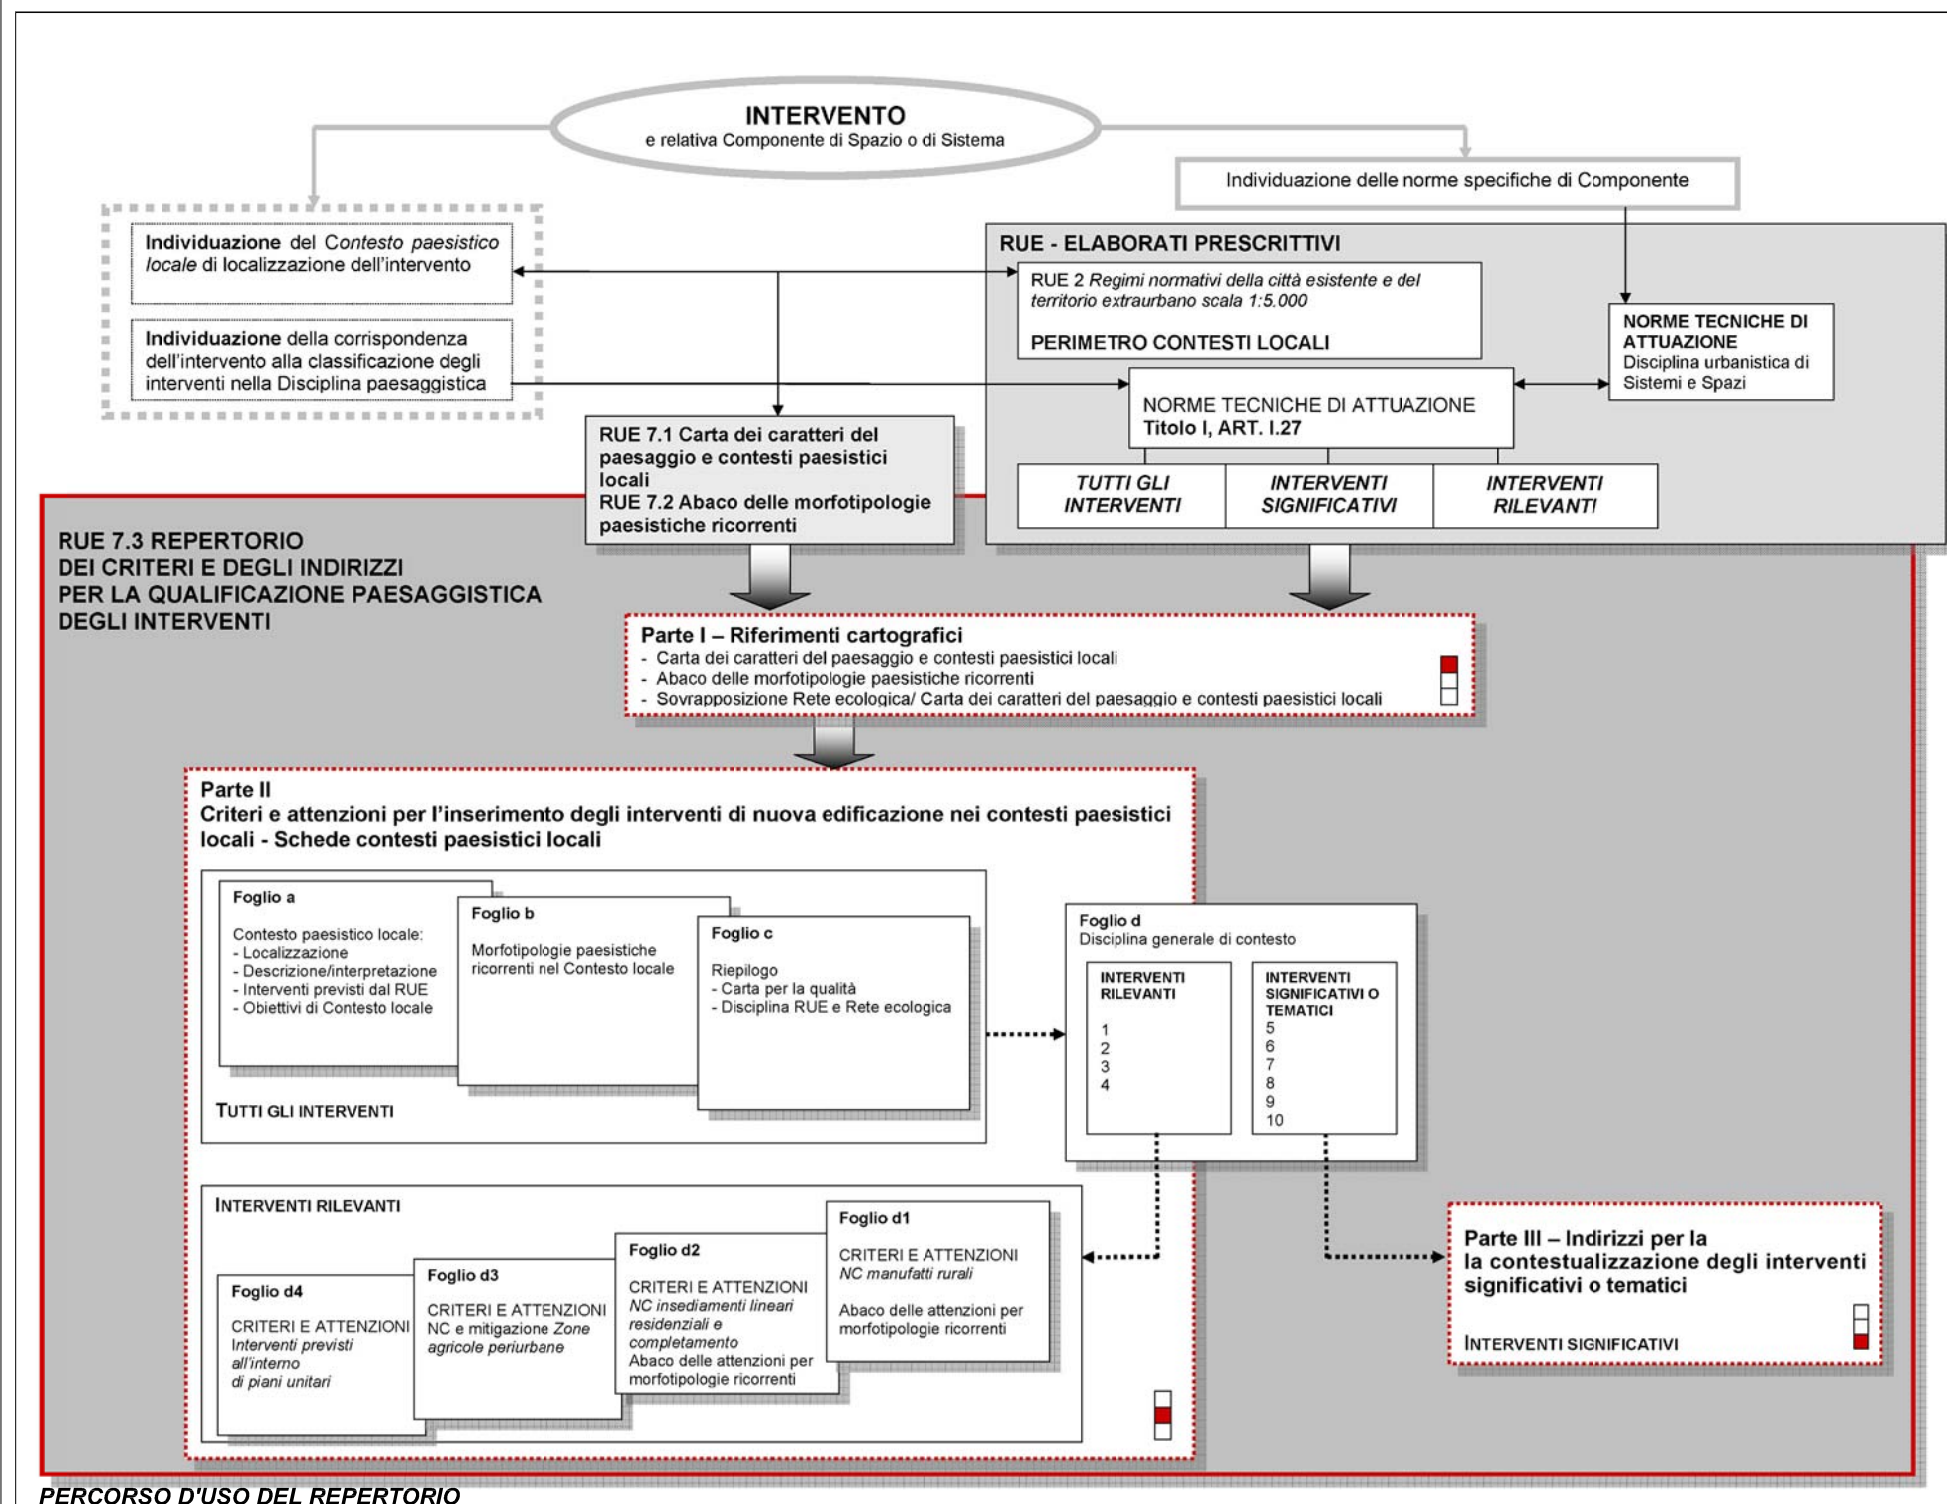 INTERVENTO
e relativa Componente di Spazio o di Sistema
Individuazione delle norme specifiche di Componente
Individuazione del Contesto paesistico
locale di localizzazione dell'intervento
Individuazione della corrispondenza
dell'intervento alla classificazione degli
interventi nella Disciplina paesaggistica
RUE - ELABORATI PRESCRITTIVI
RUE 2 Regimi normativi della città esistente e del
territorio extraurbano scala 1:5.000
PERIMETRO CONTESTI LOCALI
NORME TECNICHE DI
ATTUAZIONE
Disciplina urbanistica di
Sistemi e Spazi
NORME TECNICHE DI ATTUAZIONE
Titolo I, ART. I.27
TUTTI GLI
INTERVENTI
INTERVENTI
SIGNIFICATIVI
INTERVENTI
RILEVANTI
RUE 7.1 Carta dei caratteri del
paesaggio e contesti paesistici
locali
RUE 7.2 Abaco delle morfotipologie
paesistiche ricorrenti
RUE 7.3 REPERTORIO
DEI CRITERI E DEGLI INDIRIZZI
PER LA QUALIFICAZIONE PAESAGGISTICA
DEGLI INTERVENTI
Parte I – Riferimenti cartografici
- Carta dei caratteri del paesaggio e contesti paesistici locali
- Abaco delle morfotipologie paesistiche ricorrenti
- Sovrapposizione Rete ecologica/ Carta dei caratteri del paesaggio e contesti paesistici locali
Parte II
Criteri e attenzioni per l'inserimento degli interventi di nuova edificazione nei contesti paesistici
locali - Schede contesti paesistici locali
Foglio a
Contesto paesistico locale:
- Localizzazione
- Descrizione/interpretazione
- Interventi previsti dal RUE
- Obiettivi di Contesto locale
Foglio b
Morfotipologie paesistiche
ricorrenti nel Contesto locale
Foglio c
Riepilogo
- Carta per la qualità
- Disciplina RUE e Rete ecologica
TUTTI GLI INTERVENTI
Foglio d
Disciplina generale di contesto
INTERVENTI
RILEVANTI
1
2
3
4
INTERVENTI
SIGNIFICATIVI O
TEMATICI
5
6
7
8
9
10
INTERVENTI RILEVANTI
Foglio d4
CRITERI E ATTENZIONI
Interventi previsti
all'interno
di piani unitari
Foglio d3
CRITERI E ATTENZIONI
NC e mitigazione Zone
agricole periurbane
Foglio d2
CRITERI E ATTENZIONI
NC insediamenti lineari
residenziali e
completamento
Abaco delle attenzioni per
morfotipologie ricorrenti
Foglio d1
CRITERI E ATTENZIONI
NC manufatti rurali
Abaco delle attenzioni per
morfotipologie ricorrenti
Parte III – Indirizzi per la
la contestualizzazione degli interventi
significativi o tematici
INTERVENTI SIGNIFICATIVI
PERCORSO D'USO DEL REPERTORIO